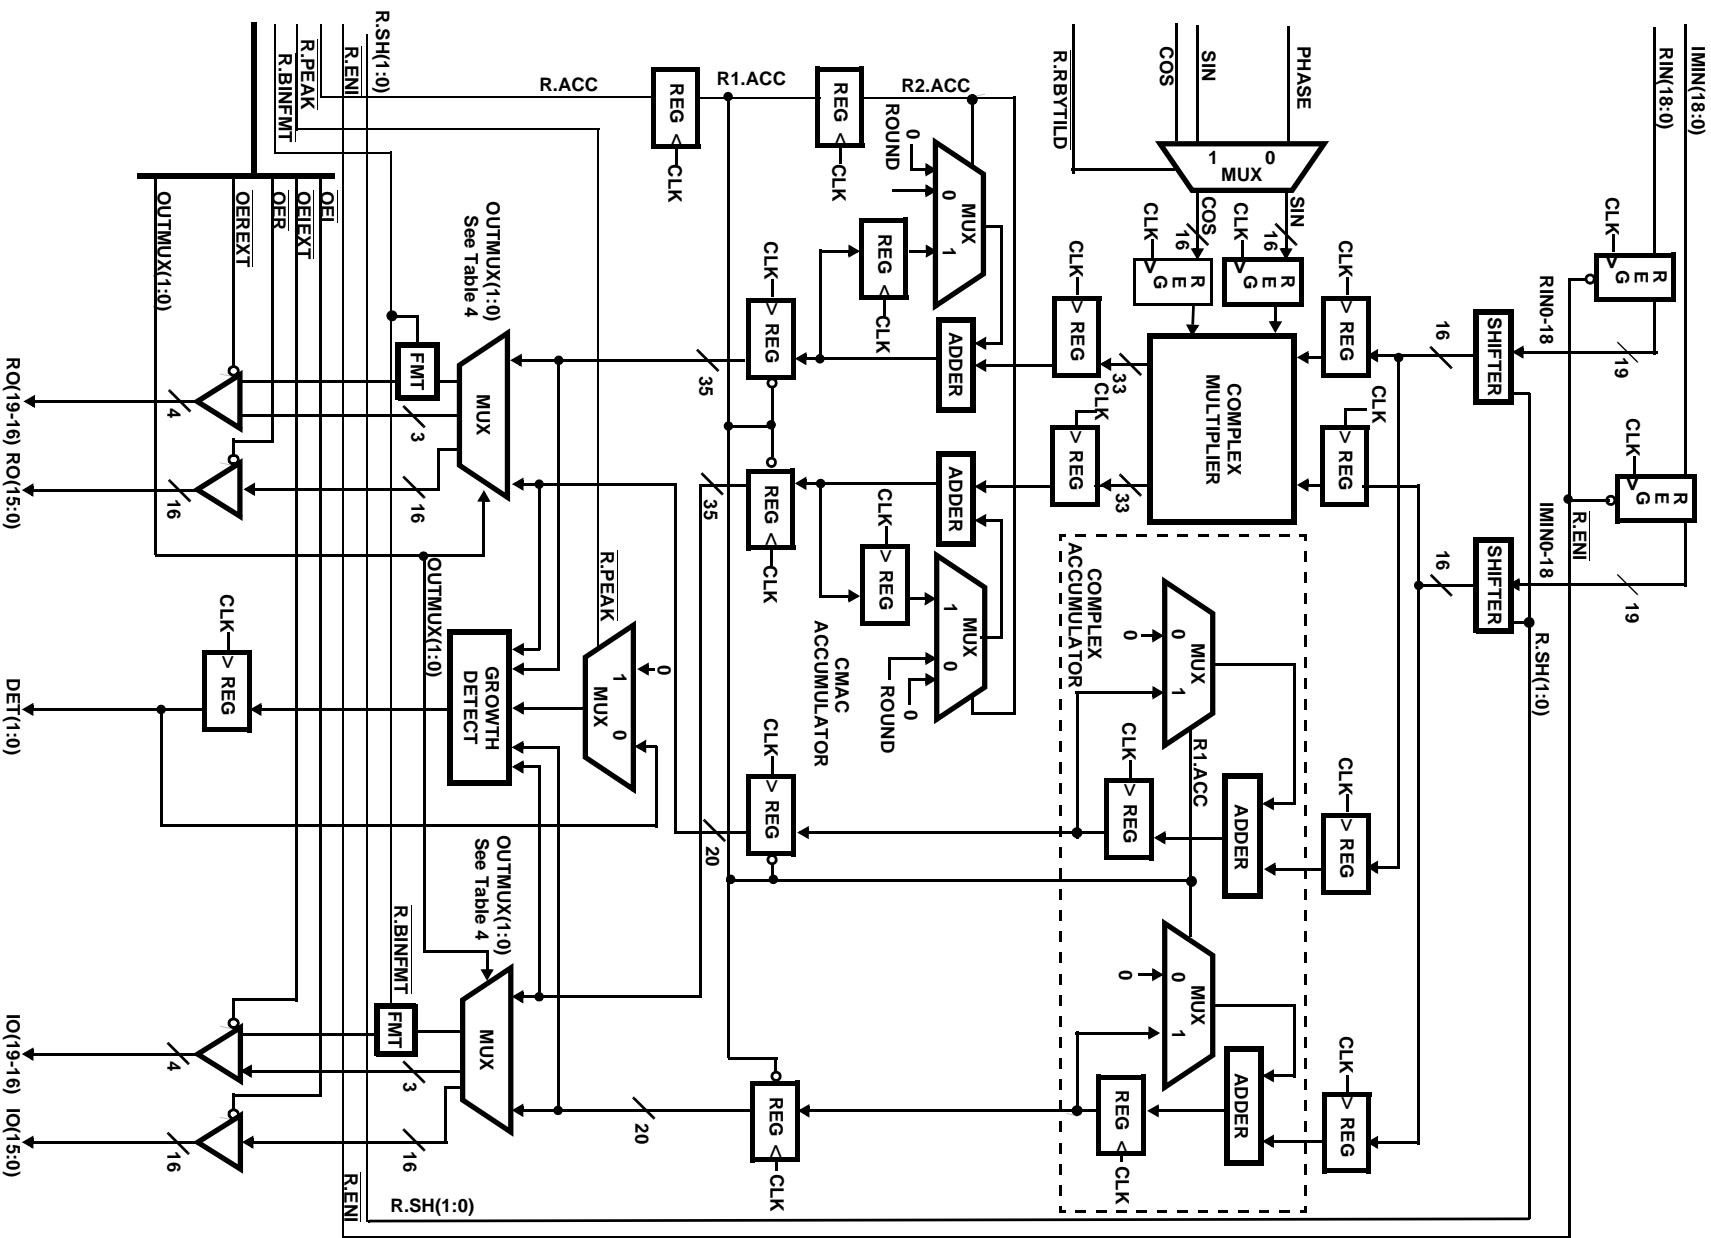 R.SH(1:0)
R.ENI
R.PEAK
R.BINFMT
R.ACC
REG
CLK
R1.ACC
REG
CLK
R2.ACC
ROUND
0
0
MUX
1
REG
CLK
R.RBYTILD
COS
SIN
PHASE
1
0
MUX
COS
SIN
CLK
16
CLK
16
REG
REG
RIN(18:0)
IMIN(18:0)
CLK
REG
RIN0-18
19
CLK
REG
IMIN0-18
R.ENI
19
SHIFTER
16
SHIFTER
16
R.SH(1:0)
CLK
REG
CLK
REG
COMPLEX
MULTIPLIER
33
33
CLK
REG
CLK
REG
ADDER
ADDER
CLK
REG
35
REG
CLK
35
CLK
REG
1
MUX
0
ROUND
0
CMAC
ACCUMULATOR
COMPLEX
ACCUMULATOR
0
0
MUX
1
R1.ACC
CLK
REG
ADDER
CLK
REG
CLK
REG
20
0
0
MUX
1
REG
CLK
ADDER
CLK
REG
REG
CLK
20
OUTMUX(1:0)
OEREXT
OER
OEIEXT
OEI
OUTMUX(1:0)
See Table 4
FMT
MUX
3
16
4
16
RO(19-16)
RO(15:0)
R.PEAK
0
1
MUX
0
OUTMUX(1:0)
GROWTH
DETECT
CLK
REG
DET(1:0)
OUTMUX(1:0)
See Table 4
R.BINFMT
FMT
MUX
3
16
4
16
IO(19-16)
IO(15:0)
R.ENI
R.SH(1:0)